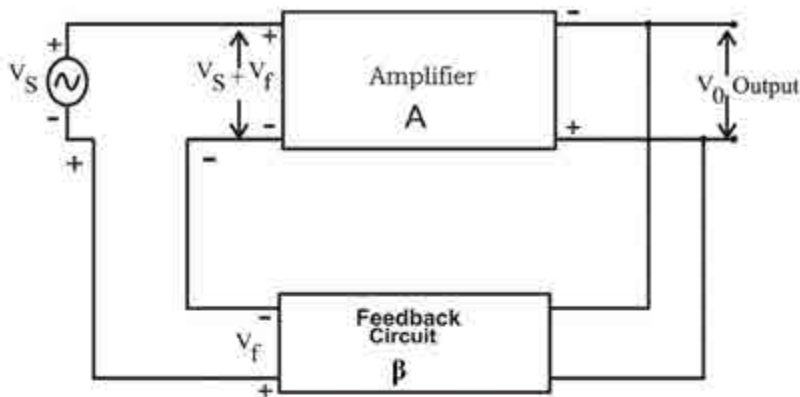 +
-
+
-
V_S
V_S + V_f
+
-
Amplifier
A
-
+
V_0 Output
+
-
Feedback
Circuit
β
-
V_f
+